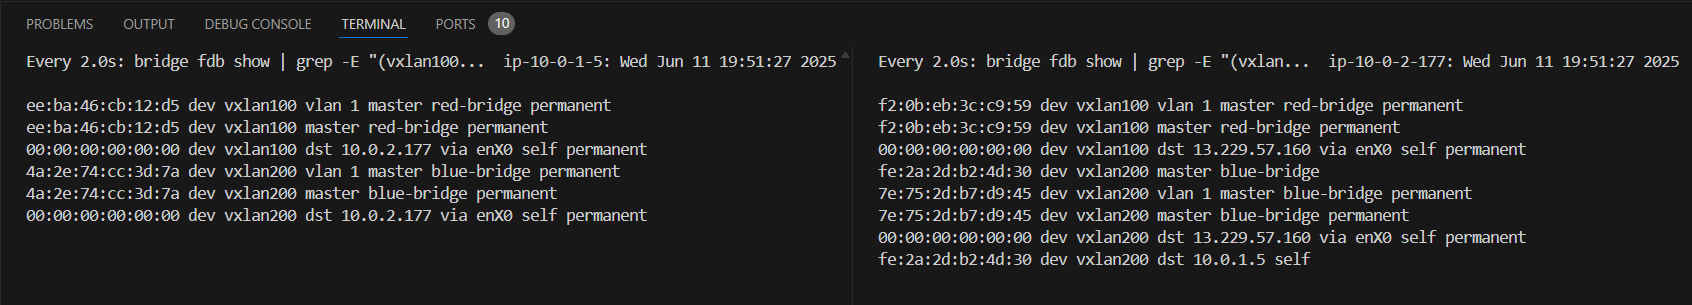 PROBLEMS OUTPUT DEBUG CONSOLE TERMINAL PORTS 10
Every 2.0s: bridge fdb show | grep -E "(vxlan100... ip-10-0-1-5: Wed Jun 11 19:51:27 2025
ee:ba:46:cb:12:d5 dev vxlan100 vlan 1 master red-bridge permanent
ee:ba:46:cb:12:d5 dev vxlan100 master red-bridge permanent
00:00:00:00:00:00 dev vxlan100 dst 10.0.2.177 via enX0 self permanent
4a:2e:74:cc:3d:7a dev vxlan200 vlan 1 master blue-bridge permanent
4a:2e:74:cc:3d:7a dev vxlan200 master blue-bridge permanent
00:00:00:00:00:00 dev vxlan200 dst 10.0.2.177 via enX0 self permanent
Every 2.0s: bridge fdb show | grep -E "(vxlan... ip-10-0-2-177: Wed Jun 11 19:51:27 2025
f2:0b:eb:3c:c9:59 dev vxlan100 vlan 1 master red-bridge permanent
f2:0b:eb:3c:c9:59 dev vxlan100 master red-bridge permanent
00:00:00:00:00:00 dev vxlan100 dst 13.229.57.160 via enX0 self permanent
fe:2a:2d:b2:4d:30 dev vxlan200 master blue-bridge
7e:75:2d:b7:d9:45 dev vxlan200 vlan 1 master blue-bridge permanent
7e:75:2d:b7:d9:45 dev vxlan200 master blue-bridge permanent
00:00:00:00:00:00 dev vxlan200 dst 13.229.57.160 via enX0 self permanent
fe:2a:2d:b2:4d:30 dev vxlan200 dst 10.0.1.5 self